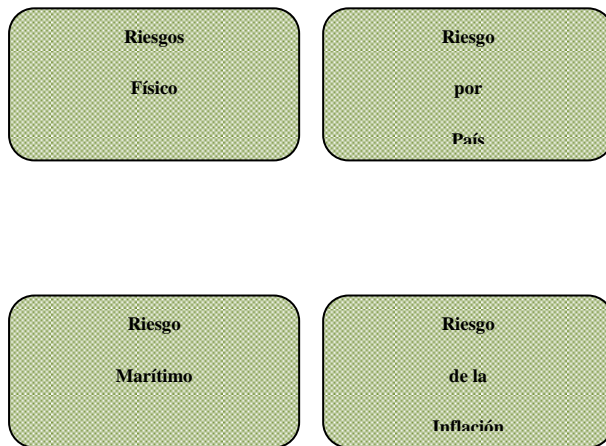 Riesgos
Físico
Riesgo
por
País
Riesgo
Marítimo
Riesgo
de la
Inflación